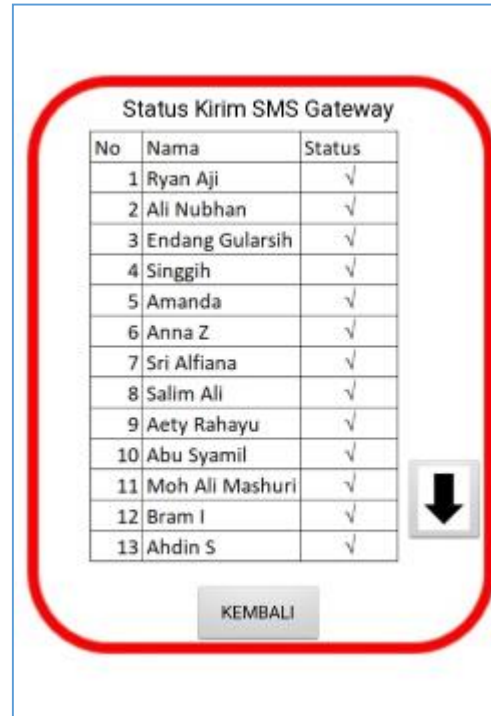 Status Kirim SMS Gateway
No Nama Status
1 Ryan Aji √
2 Ali Nubhan √
3 Endang Gularsih √
4 Singgih √
5 Amanda √
6 Anna Z √
7 Sri Alfiana √
8 Salim Ali √
9 Aety Rahayu √
10 Abu Syamil √
11 Moh Ali Mashuri √
12 Bram I √
13 Ahdin S √
KEMBALI